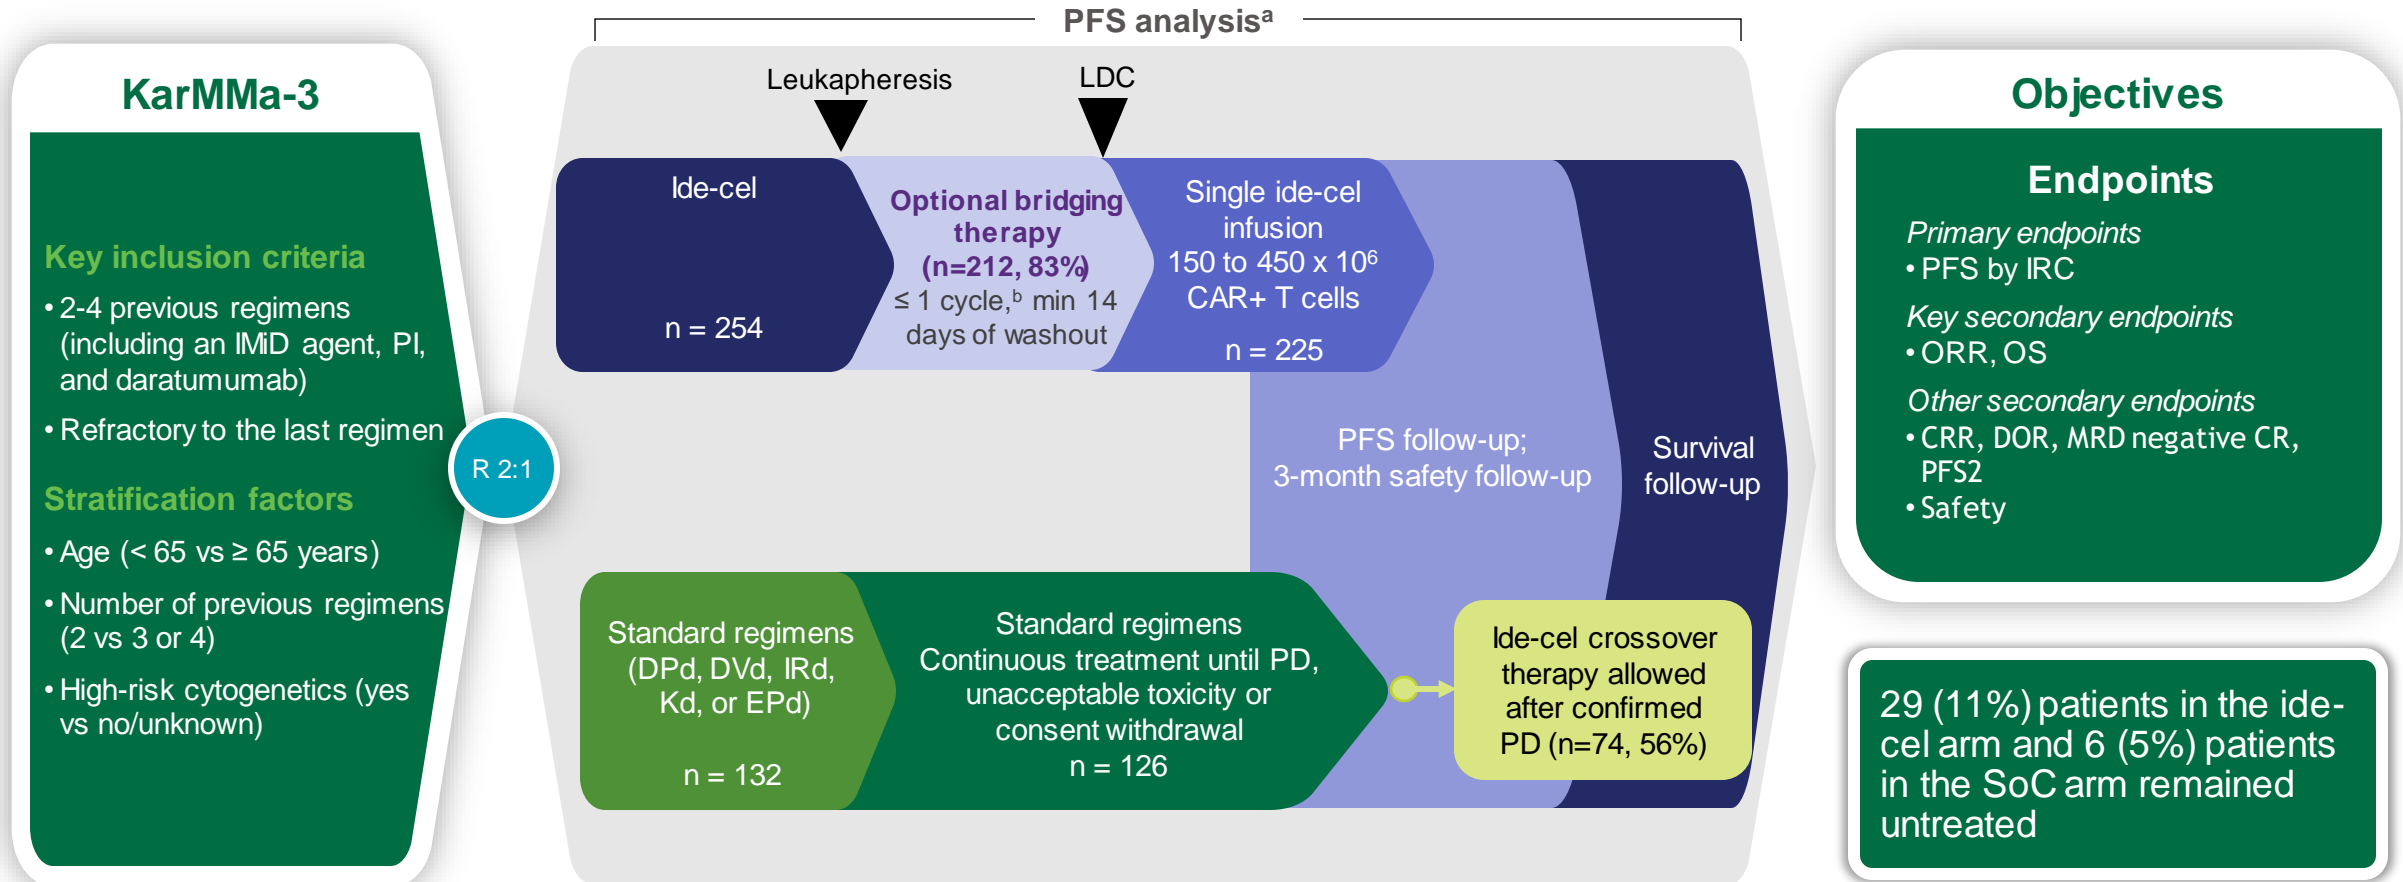 PFS analysisᵃ
KarMMa-3
Key inclusion criteria
• 2-4 previous regimens
(including an IMiD agent, PI,
and daratumumab)
• Refractory to the last regimen
Stratification factors
• Age (< 65 vs ≥ 65 years)
• Number of previous regimens
(2 vs 3 or 4)
• High-risk cytogenetics (yes
vs no/unknown)
R 2:1
Leukapheresis
LDC
Ide-cel
n = 254
Optional bridging
therapy
(n=212, 83%)
≤ 1 cycle,ᵇ min 14
days of washout
Single ide-cel
infusion
150 to 450 x 10⁶
CAR+ T cells
n = 225
PFS follow-up;
3-month safety follow-up
Survival
follow-up
Standard regimens
(DPd, DVd, IRd,
Kd, or EPd)
n = 132
Standard regimens
Continuous treatment until PD,
unacceptable toxicity or
consent withdrawal
n = 126
Ide-cel crossover
therapy allowed
after confirmed
PD (n=74, 56%)
Objectives
Endpoints
Primary endpoints
• PFS by IRC
Key secondary endpoints
• ORR, OS
Other secondary endpoints
• CRR, DOR, MRD negative CR,
PFS2
• Safety
29 (11%) patients in the ide-
cel arm and 6 (5%) patients
in the SoC arm remained
untreated